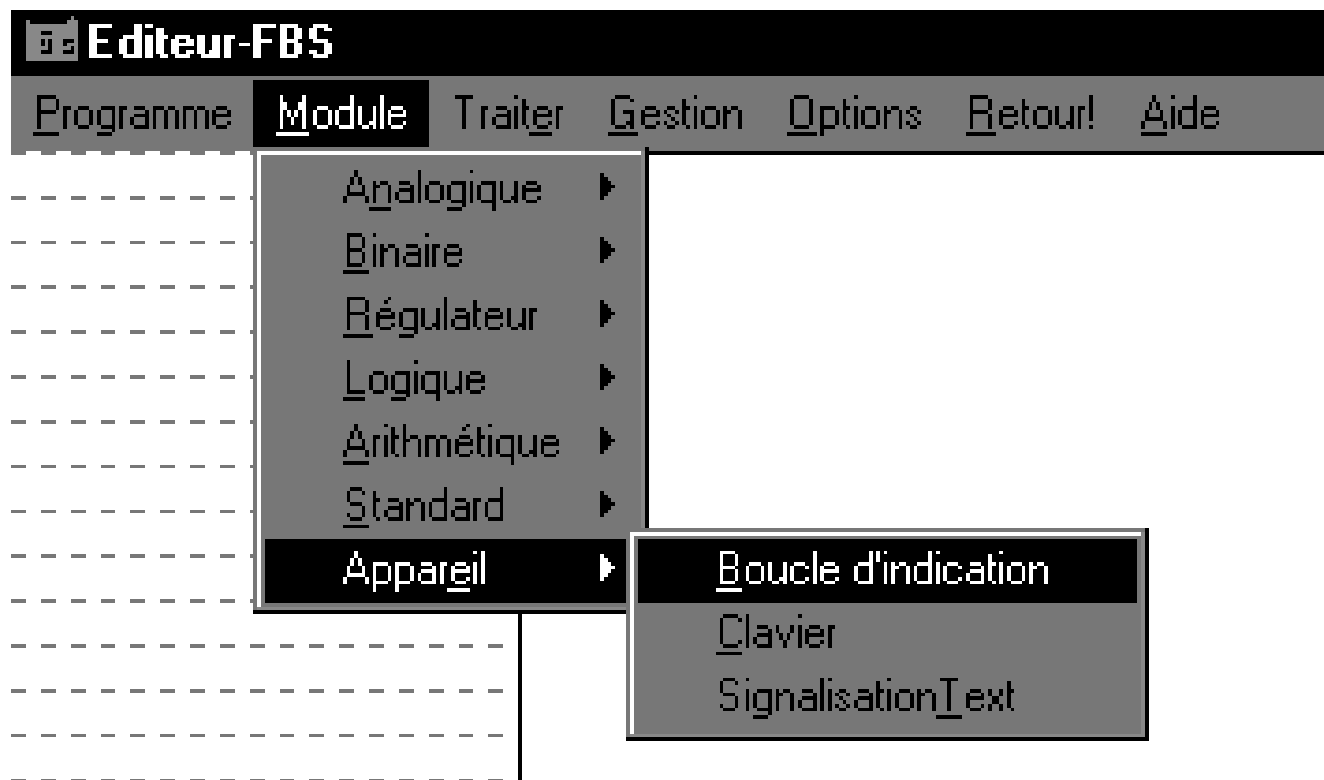 Editeur-FBS
Programme Module Traiter Gestion Options Retour! Aide
Analogique
Binaire
Régulateur
Logique
Arithmétique
Standard
Appareil
Boucle d'indication
Clavier
SignalisationText